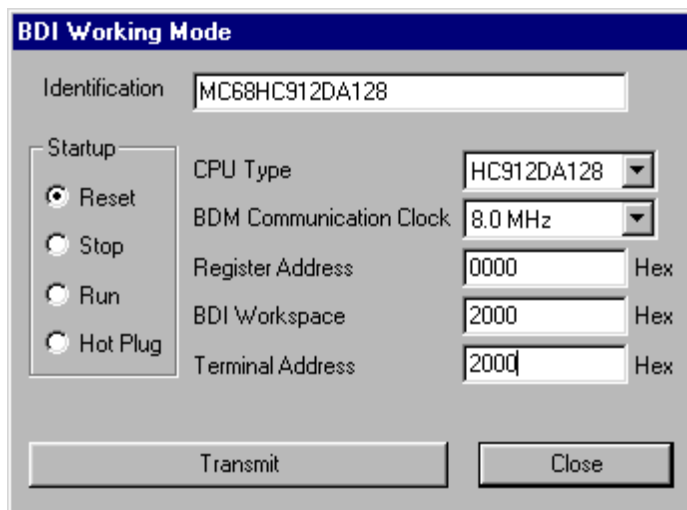 BDI Working Mode
Identification MC68HC912DA128
Startup
Reset
Stop
Run
Hot Plug
CPU Type HC912DA128
BDM Communication Clock 8.0 MHz
Register Address 0000 Hex
BDI Workspace 2000 Hex
Terminal Address 2000 Hex
Transmit Close